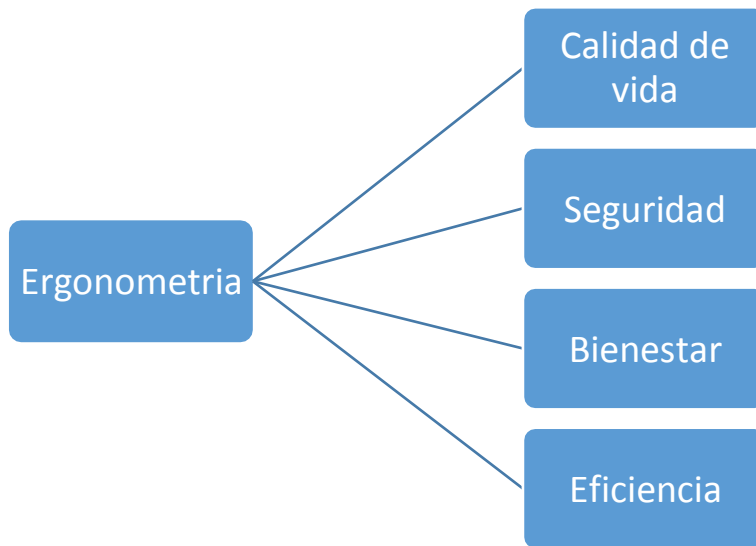 Calidad de
vida
Seguridad
Ergonometria
Bienestar
Eficiencia